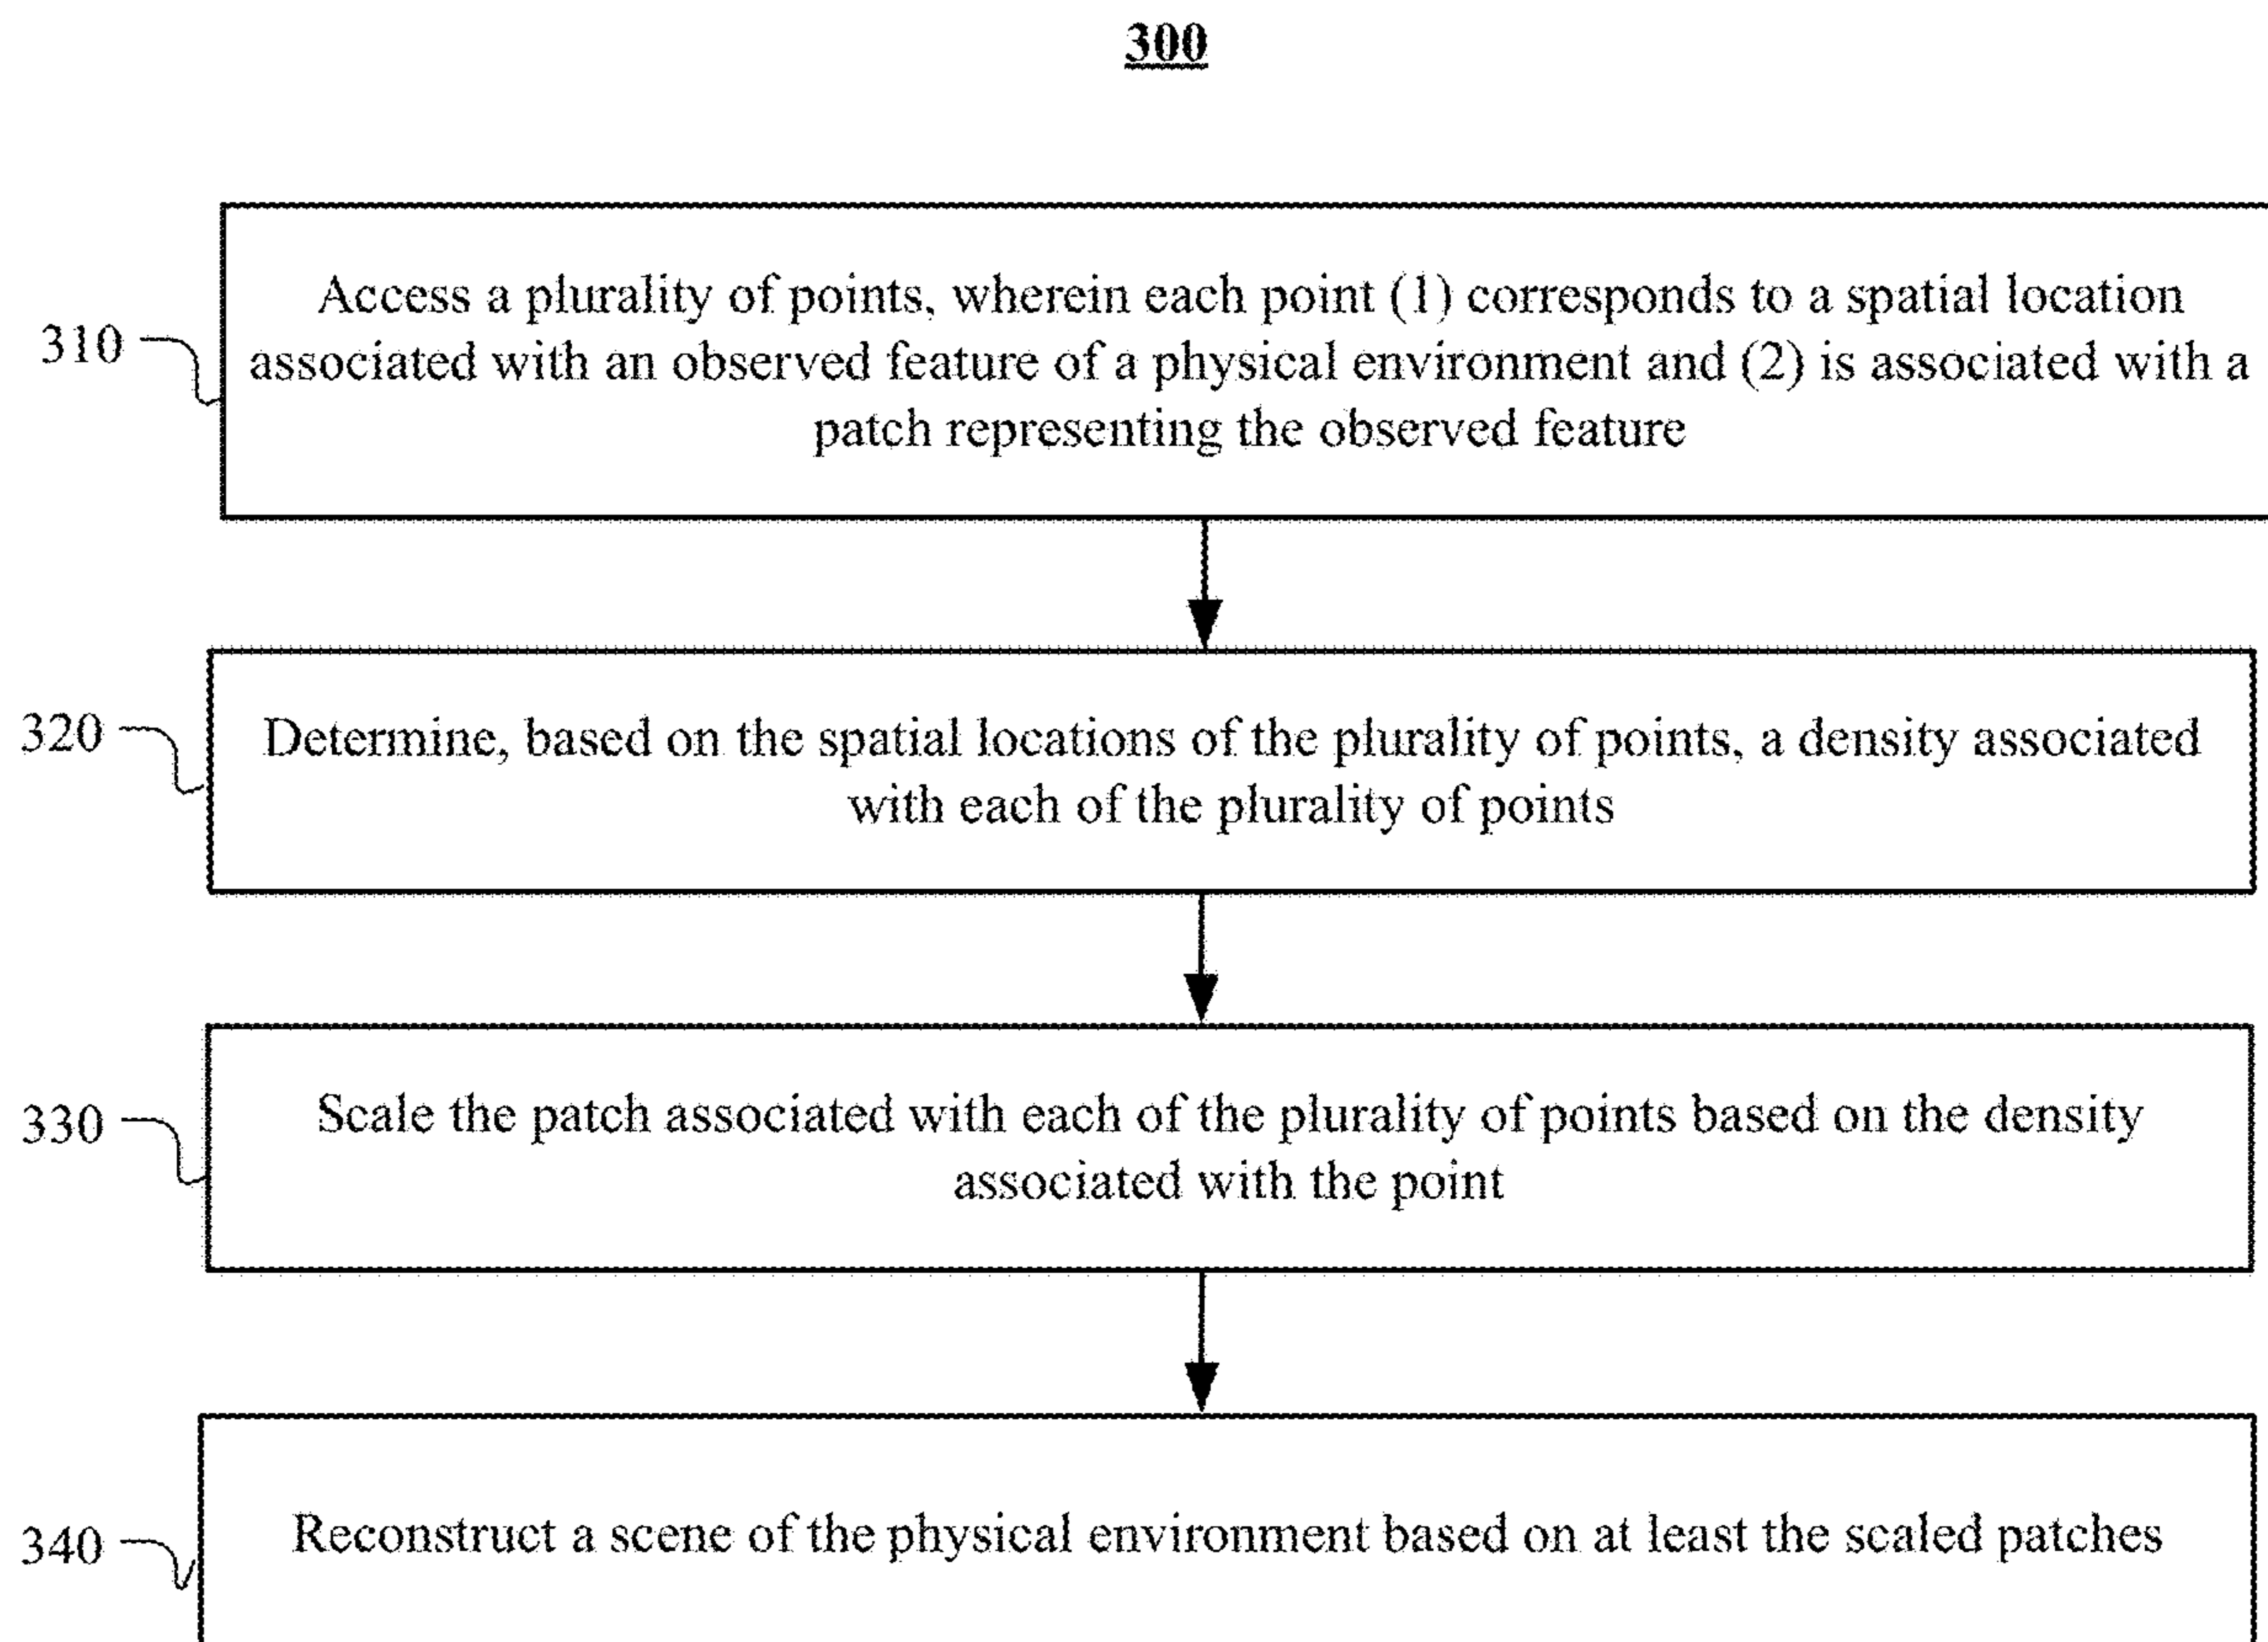 300
310
Access a plurality of points, wherein each point (1) corresponds to a spatial location
associated with an observed feature of a physical environment and (2) is associated with a
patch representing the observed feature
320
Determine, based on the spatial locations of the plurality of points, a density associated
with each of the plurality of points
330
Scale the patch associated with each of the plurality of points based on the density
associated with the point
340
Reconstruct a scene of the physical environment based on at least the scaled patches